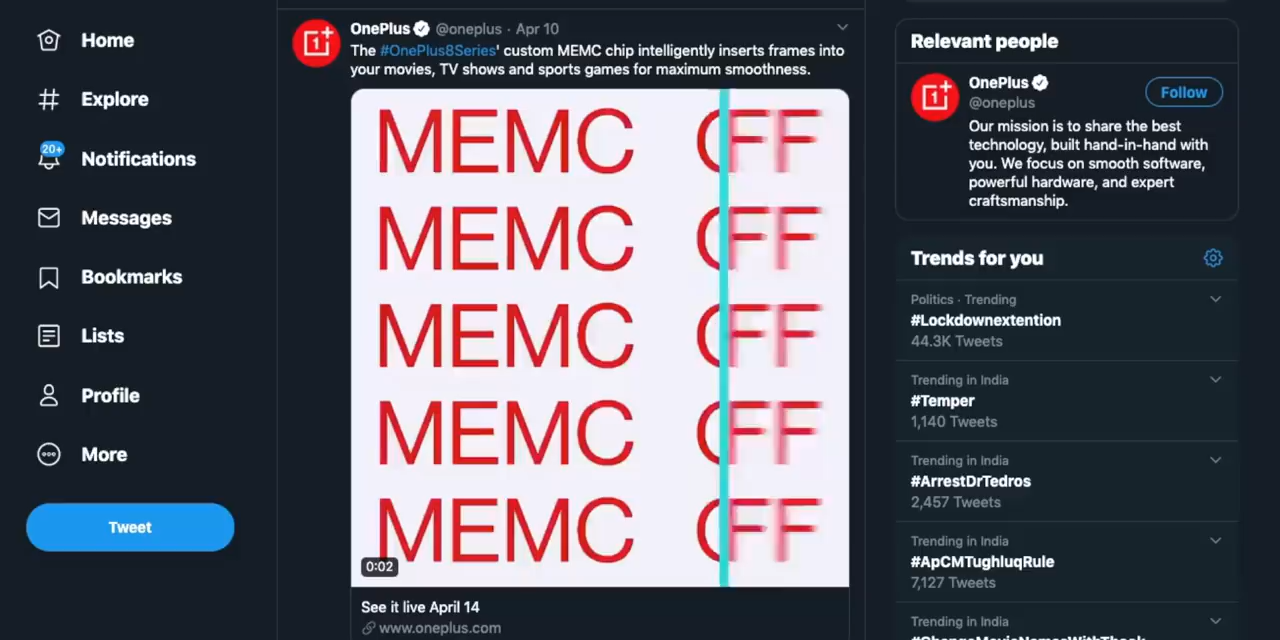 Home
Explore
20+
Notifications
Messages
Bookmarks
Lists
Profile
More
Tweet
OnePlus @oneplus · Apr 10
The #OnePlus8Series' custom MEMC chip intelligently inserts frames into
your movies, TV shows and sports games for maximum smoothness.
MEMC OFF
MEMC OFF
MEMC OFF
MEMC OFF
MEMC OFF
0:02
See it live April 14
www.oneplus.com
Relevant people
OnePlus
@oneplus
Follow
Our mission is to share the best
technology, built hand-in-hand with
you. We focus on smooth software,
powerful hardware, and expert
craftsmanship.
Trends for you
Politics · Trending
#Lockdownextention
44.3K Tweets
Trending in India
#Temper
1,140 Tweets
Trending in India
#ArrestDrTedros
2,457 Tweets
Trending in India
#ApCMTughluqRule
7,127 Tweets
Trending in India